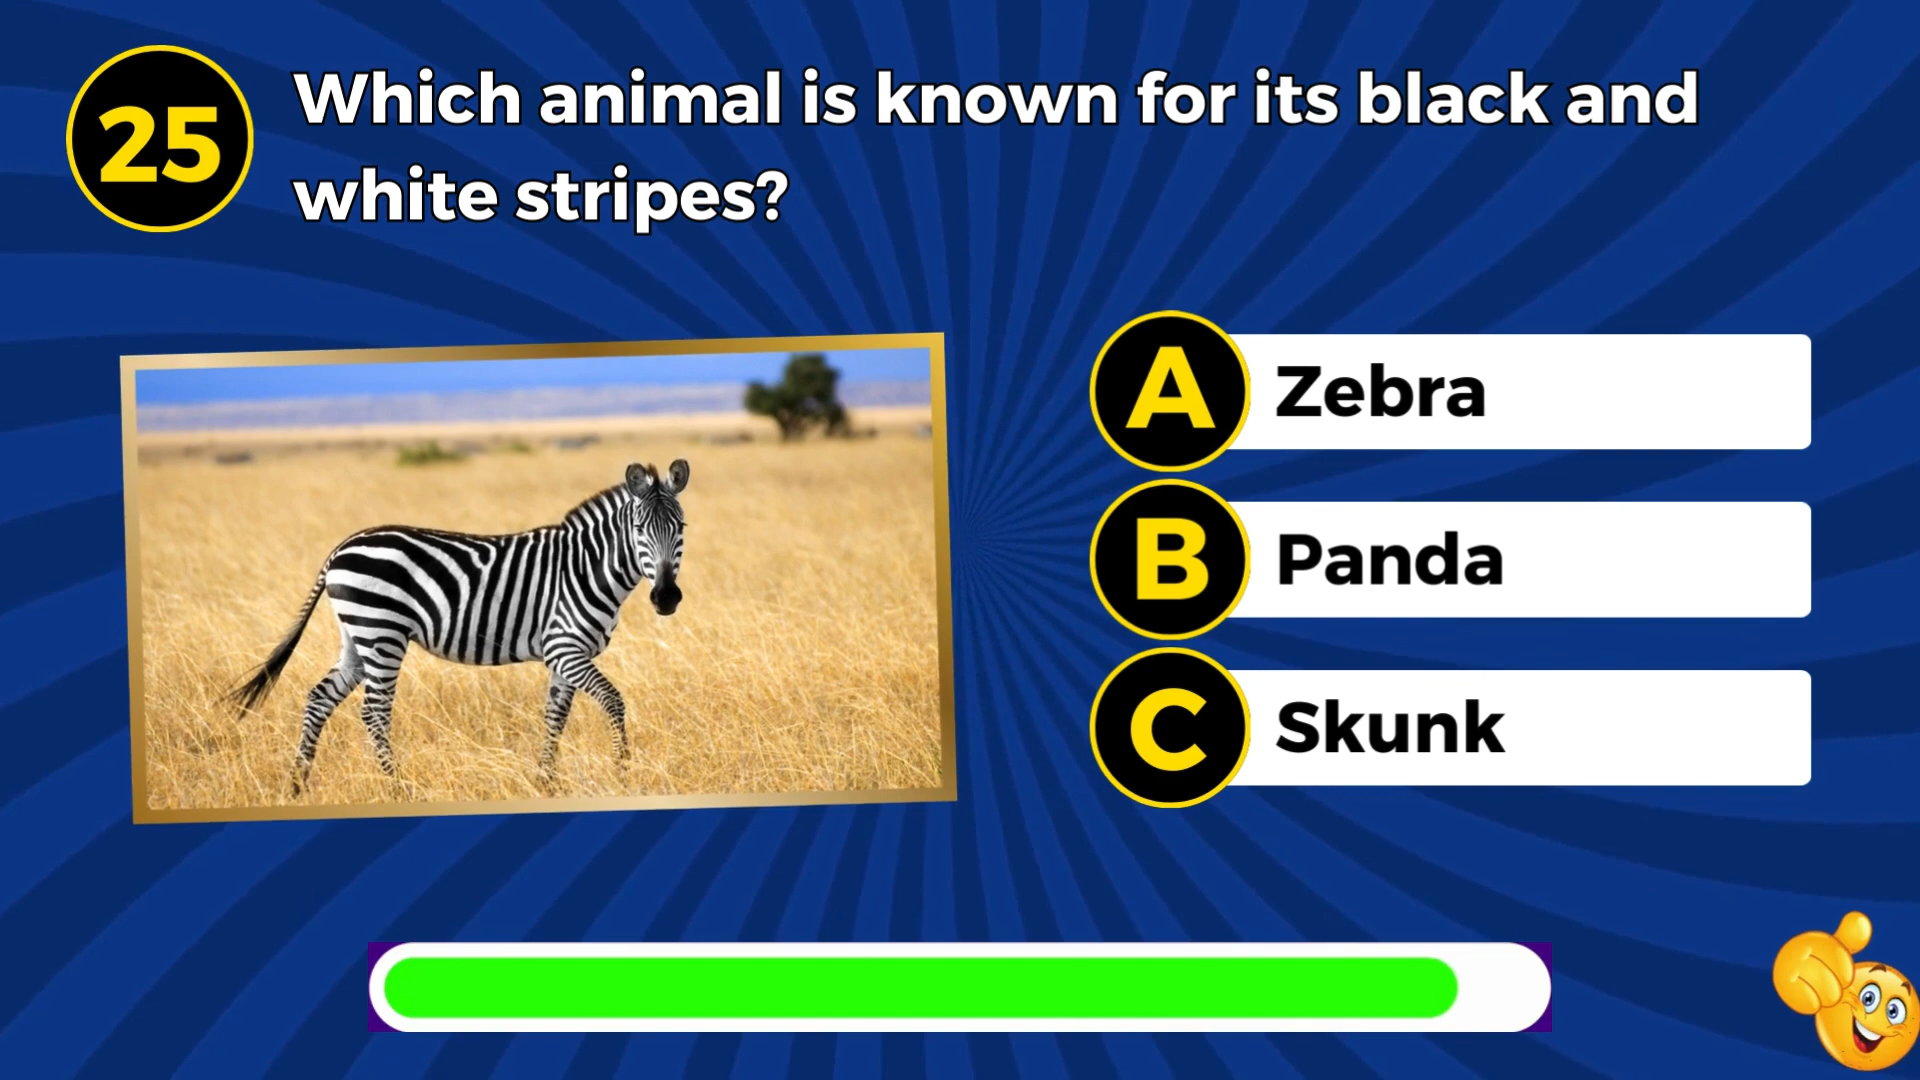 25
Which animal is known for its black and
white stripes?
A Zebra
B Panda
C Skunk